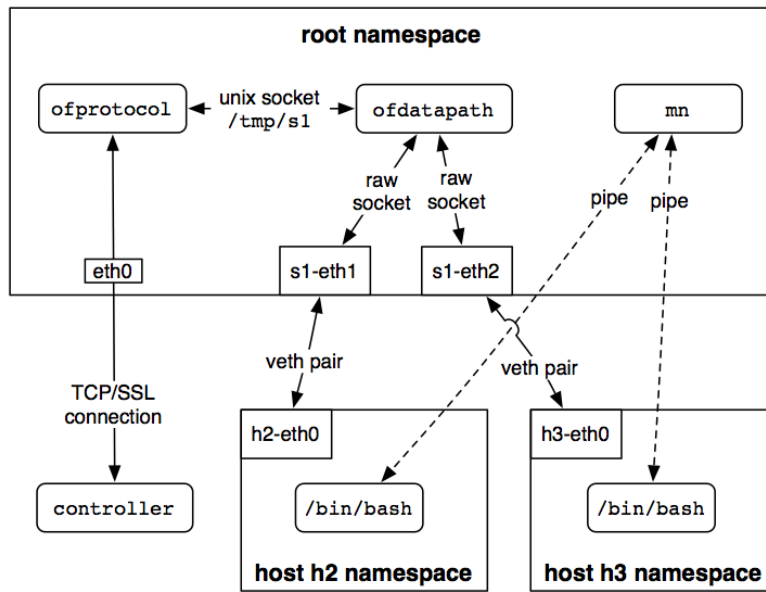 root namespace
ofprotocol
unix socket
/tmp/s1
ofdatapath
mn
raw
socket
raw
socket
pipe
pipe
eth0
s1-eth1
s1-eth2
veth pair
veth pair
TCP/SSL
connection
h2-eth0
h3-eth0
controller
/bin/bash
/bin/bash
host h2 namespace
host h3 namespace